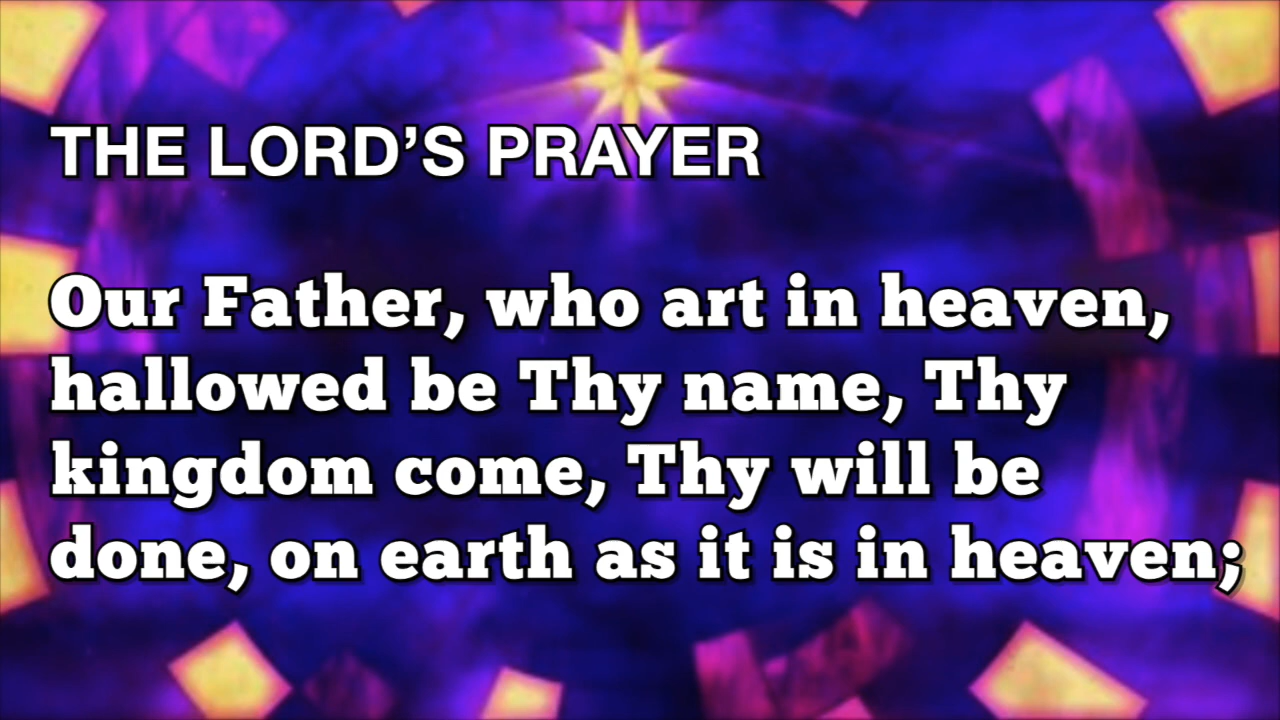 THE LORD’S PRAYER
Our Father, who art in heaven,
hallowed be Thy name, Thy
kingdom come, Thy will be
done, on earth as it is in heaven;